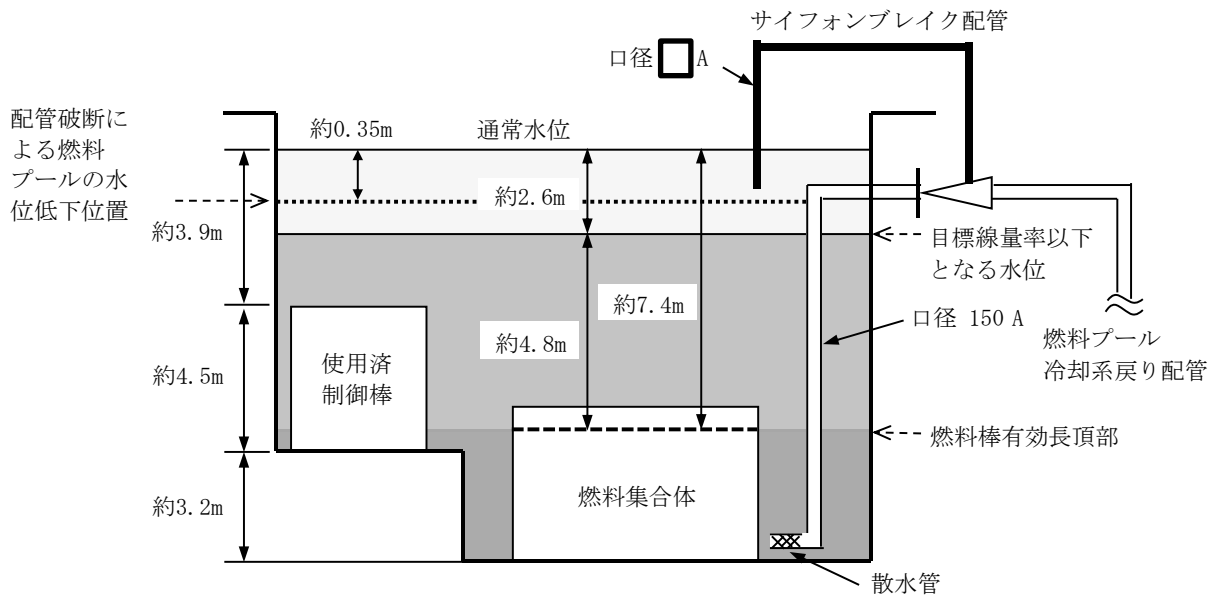 サイフォンブレイク配管
口径 A
配管破断に
よる燃料
プールの水
位低下位置
約0.35m
通常水位
約2.6m
約3.9m
目標線量率以下
となる水位
約7.4m
口径 150 A
約4.8m
燃料プール
冷却系戻り配管
使用済
制御棒
約4.5m
燃料棒有効長頂部
燃料集合体
約3.2m
散水管